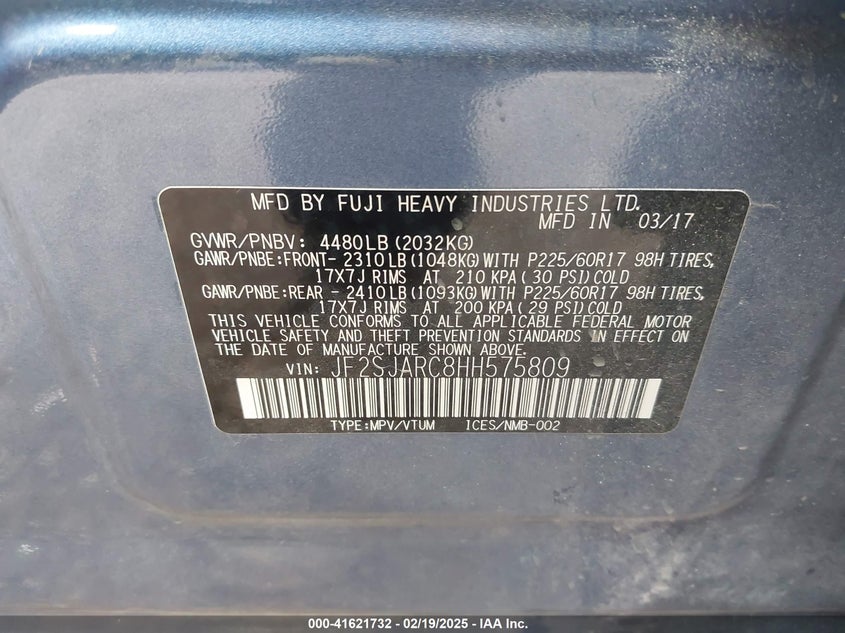 MFD BY FUJI HEAVY INDUSTRIES LTD.
MFD IN 03/17
GVWR/PNBV: 4480LB(2032KG)
GAWR/PNBE:FRONT- 2310LB(1048KG)WITH P225/60R17 98H TIRES,
17X7J RIMS AT 210 KPA(30 PSI)COLD
GAWR/PNBE:REAR - 2410LB(1093KG)WITH P225/60R17 98H TIRES,
17X7J RIMS AT 200 KPA(29 PSI)COLD
THIS VEHICLE CONFORMS TO ALL APPLICABLE FEDERAL MOTOR
VEHICLE SAFETY AND THEFT PREVENTION STANDARDS IN EFFECT ON
THE DATE OF MANUFACTURE SHOWN ABOVE.
VIN: JF2SJARC8HH575809
TYPE:MPV/VTUM ICES/NMB-002
000-41621732 - 02/19/2025 - IAA Inc.